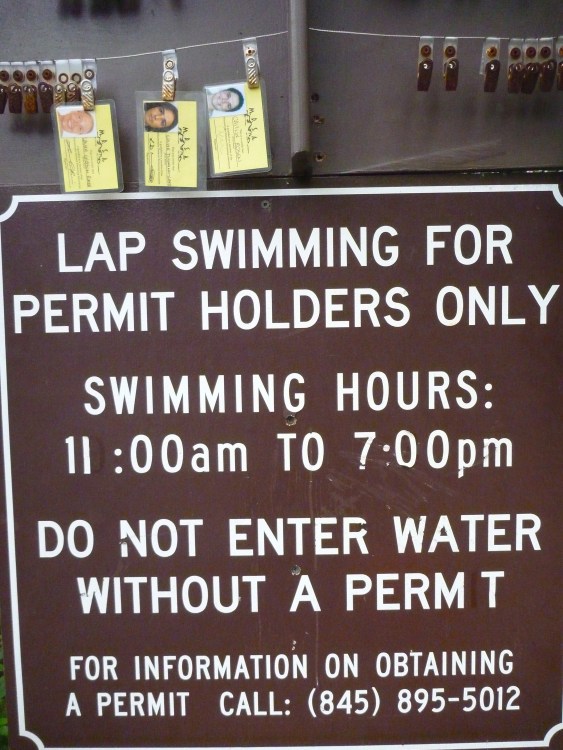 LAP SWIMMING FOR
PERMIT HOLDERS ONLY
SWIMMING HOURS:
11:00am TO 7:00pm
DO NOT ENTER WATER
WITHOUT A PERM T
FOR INFORMATION ON OBTAINING
A PERMIT CALL: (845) 895-5012